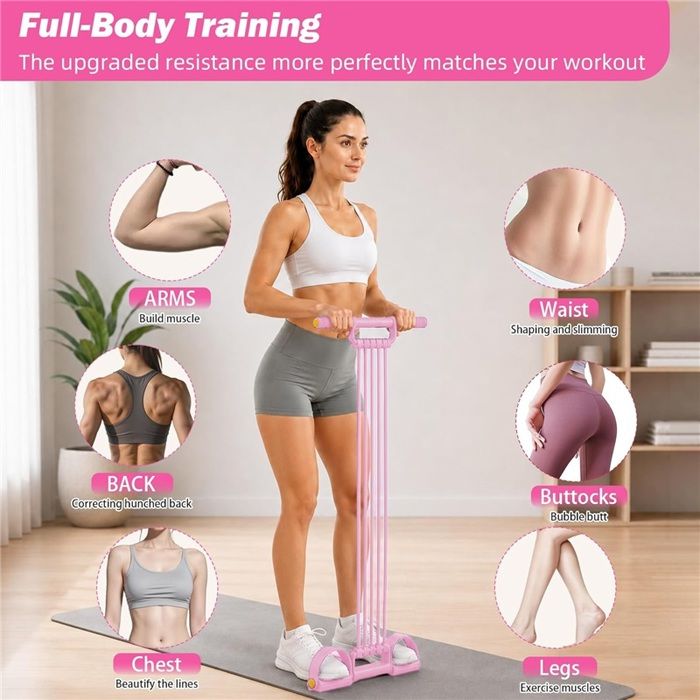 Full-Body Training
The upgraded resistance more perfectly matches your workout
ARMS
Build muscle
Waist
Shaping and slimming
BACK
Correcting hunched back
Buttocks
Bubble butt
Chest
Beautify the lines
Legs
Exercise muscles